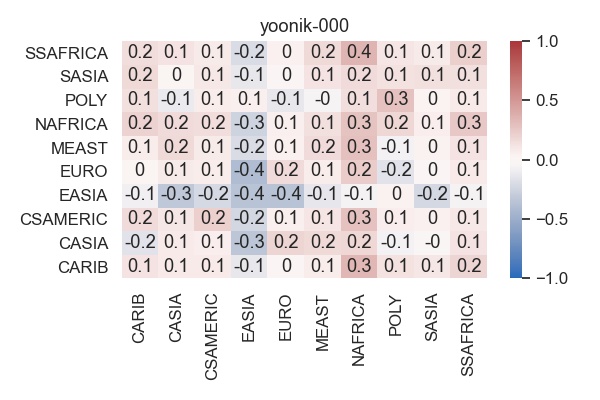 yoonik-000
SSAFRICA 0.2 0.1 0.1 -0.2 0 0.2 0.4 0.1 0.1 0.2
SASIA 0.2 0 0.1 -0.1 0 0.1 0.2 0.1 0.1 0.1
POLY 0.1 -0.1 0.1 0.1 -0.1 -0 0.1 0.3 0 0.1
NAFRICA 0.2 0.2 0.2 -0.3 0.1 0.1 0.3 0.2 0.1 0.3
MEAST 0.1 0.2 0.1 -0.2 0.1 0.2 0.3 -0.1 0 0.1
EURO 0 0.1 0.1 -0.4 0.2 0.1 0.2 -0.2 0 0.1
EASIA -0.1 -0.3 -0.2 -0.4 -0.4 -0.1 -0.1 0 -0.2 -0.1
CSAMERIC 0.2 0.1 0.2 -0.2 0.1 0.1 0.3 0.1 0 0.1
CASIA -0.2 0.1 0.1 -0.3 0.2 0.2 0.2 -0.1 -0 0.1
CARIB 0.1 0.1 0.1 -0.1 0 0.1 0.3 0.1 0.1 0.2
CARIB CASIA CSAMERIC EASIA EURO MEAST NAFRICA POLY SASIA SSAFRICA
1.0
0.5
0.0
−0.5
−1.0